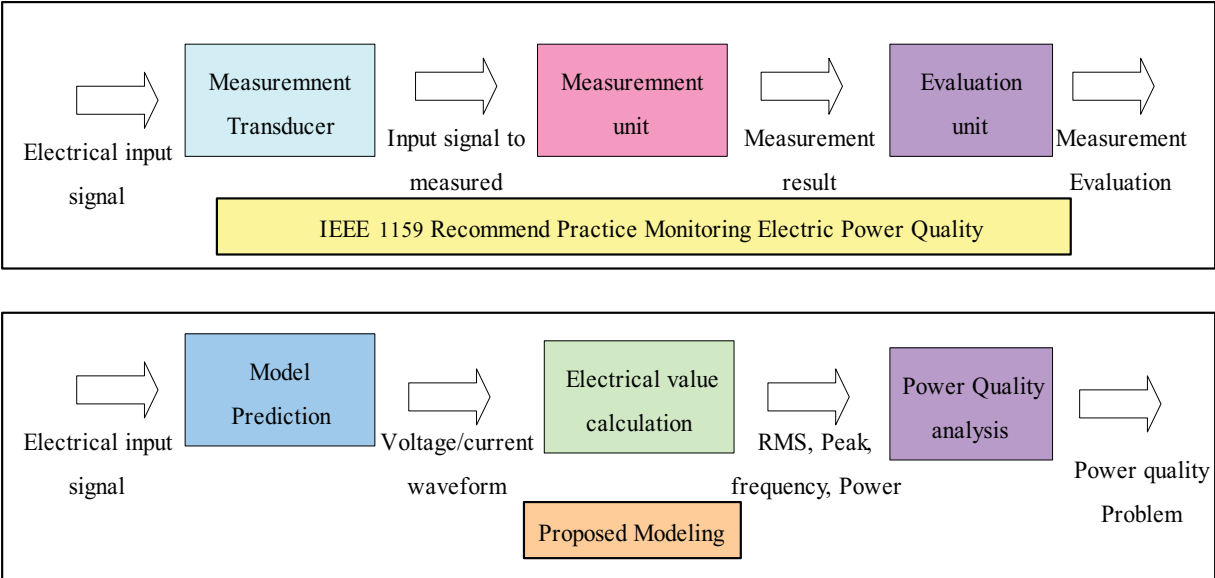 Measuremnent
Transducer
Measuremnent
unit
Evaluation
unit
Electrical input
signal
Input signal to
measured
Measurement
result
Measurement
Evaluation
IEEE 1159 Recommend Practice Monitoring Electric Power Quality
Model
Prediction
Electrical value
calculation
Power Quality
analysis
Electrical input
signal
Voltage/current
waveform
RMS, Peak,
frequency, Power
Power quality
Problem
Proposed Modeling